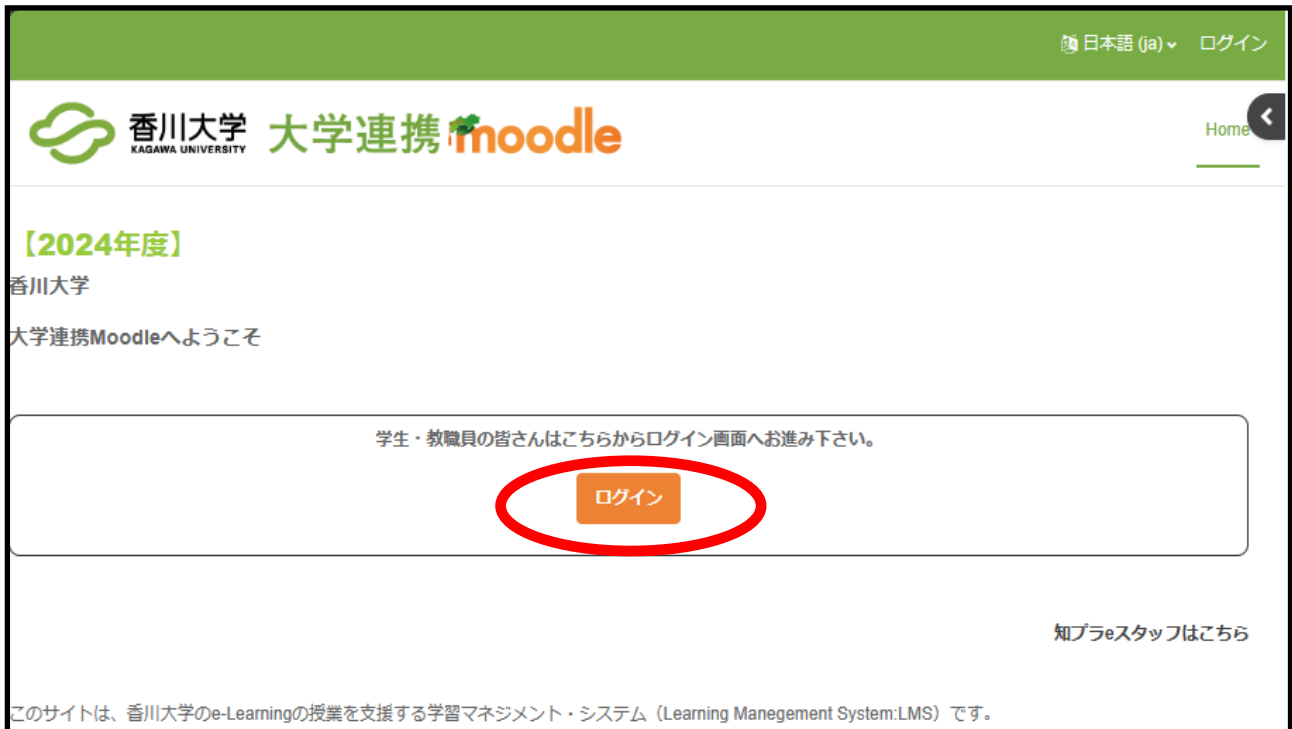 日本語 (ja) ログイン
香川大学
KAGAWA UNIVERSITY
大学連携moodle
Home
【2024年度】
香川大学
大学連携Moodleへようこそ
学生・教職員の皆さんはこちらからログイン画面へお進み下さい。
ログイン
知プラeスタッフはこちら
このサイトは、香川大学のe-Learningの授業を支援する学習マネジメント・システム（Learning Manegement System:LMS）です。